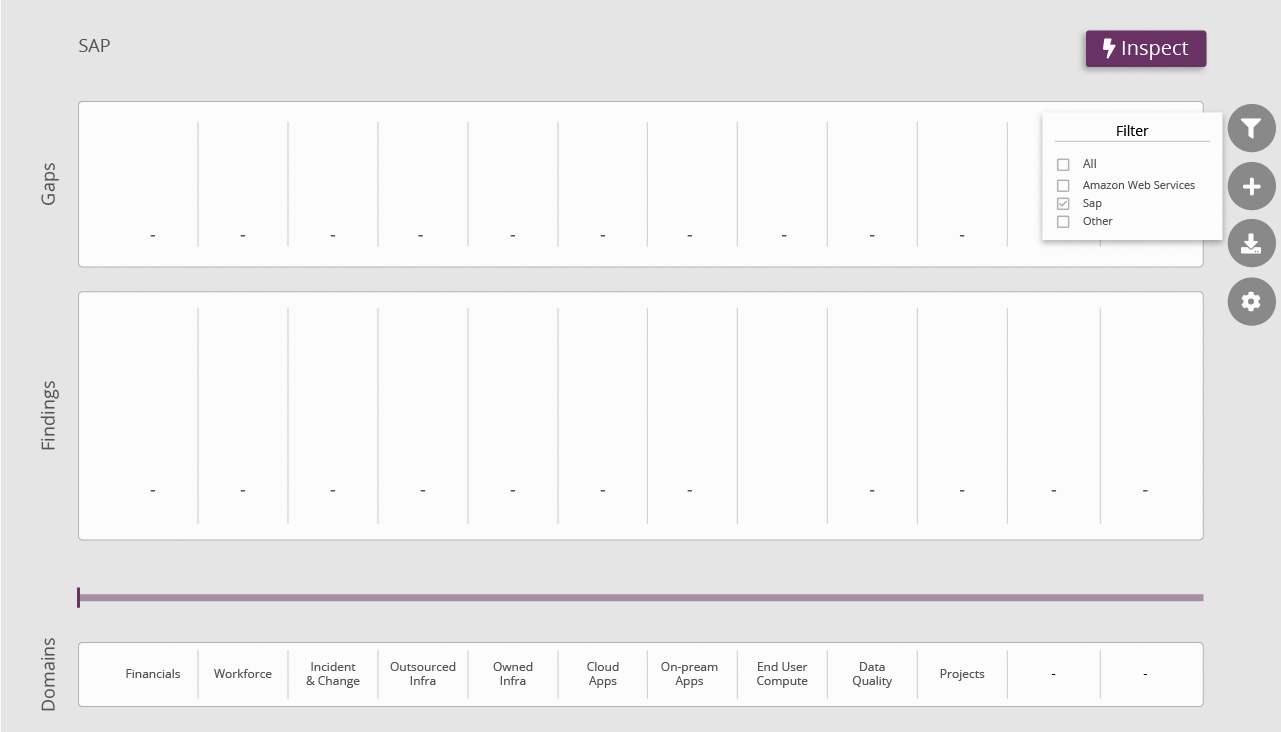 SAP
Inspect
Gaps
Filter
All
Amazon Web Services
Sap
Other
- - - - - - - - - -
Findings
- - - - - - - - - - -
Domains
Financials
Workforce
Incident
& Change
Outsourced
Infra
Owned
Infra
Cloud
Apps
On-pream
Apps
End User
Compute
Data
Quality
Projects
-
-